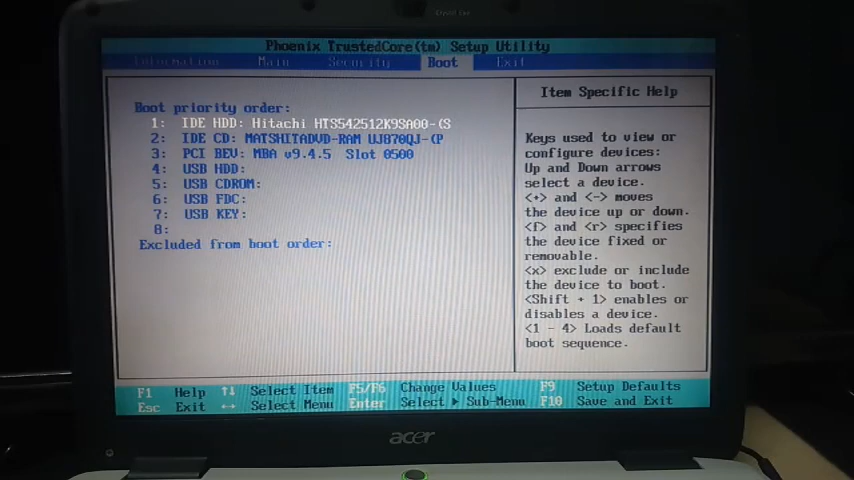 Phoenix TrustedCore(tm) Setup Utility
Information Main Security Boot Exit
Boot priority order:
1: IDE HDD: Hitachi HTS542512K9SA00-(S
2: IDE CD: MATSHITADVD-RAM UJ870QJ-(P
3: PCI BEV: MBA v9.4.5 Slot 0500
4: USB HDD:
5: USB CDROM:
6: USB FDC:
7: USB KEY:
8:
Excluded from boot order:
Item Specific Help
Keys used to view or
configure devices:
Up and Down arrows
select a device.
<+> and <-> moves
the device up or down.
<f> and <r> specifies
the device fixed or
removable.
<x> exclude or include
the device to boot.
<Shift + 1> enables or
disables a device.
<1 - 4> Loads default
boot sequence.
F1 Help ↑↓ Select Item F5/F6 Change Values F9 Setup Defaults
Esc Exit ↔ Select Menu Enter Select ▸ Sub-Menu F10 Save and Exit
acer